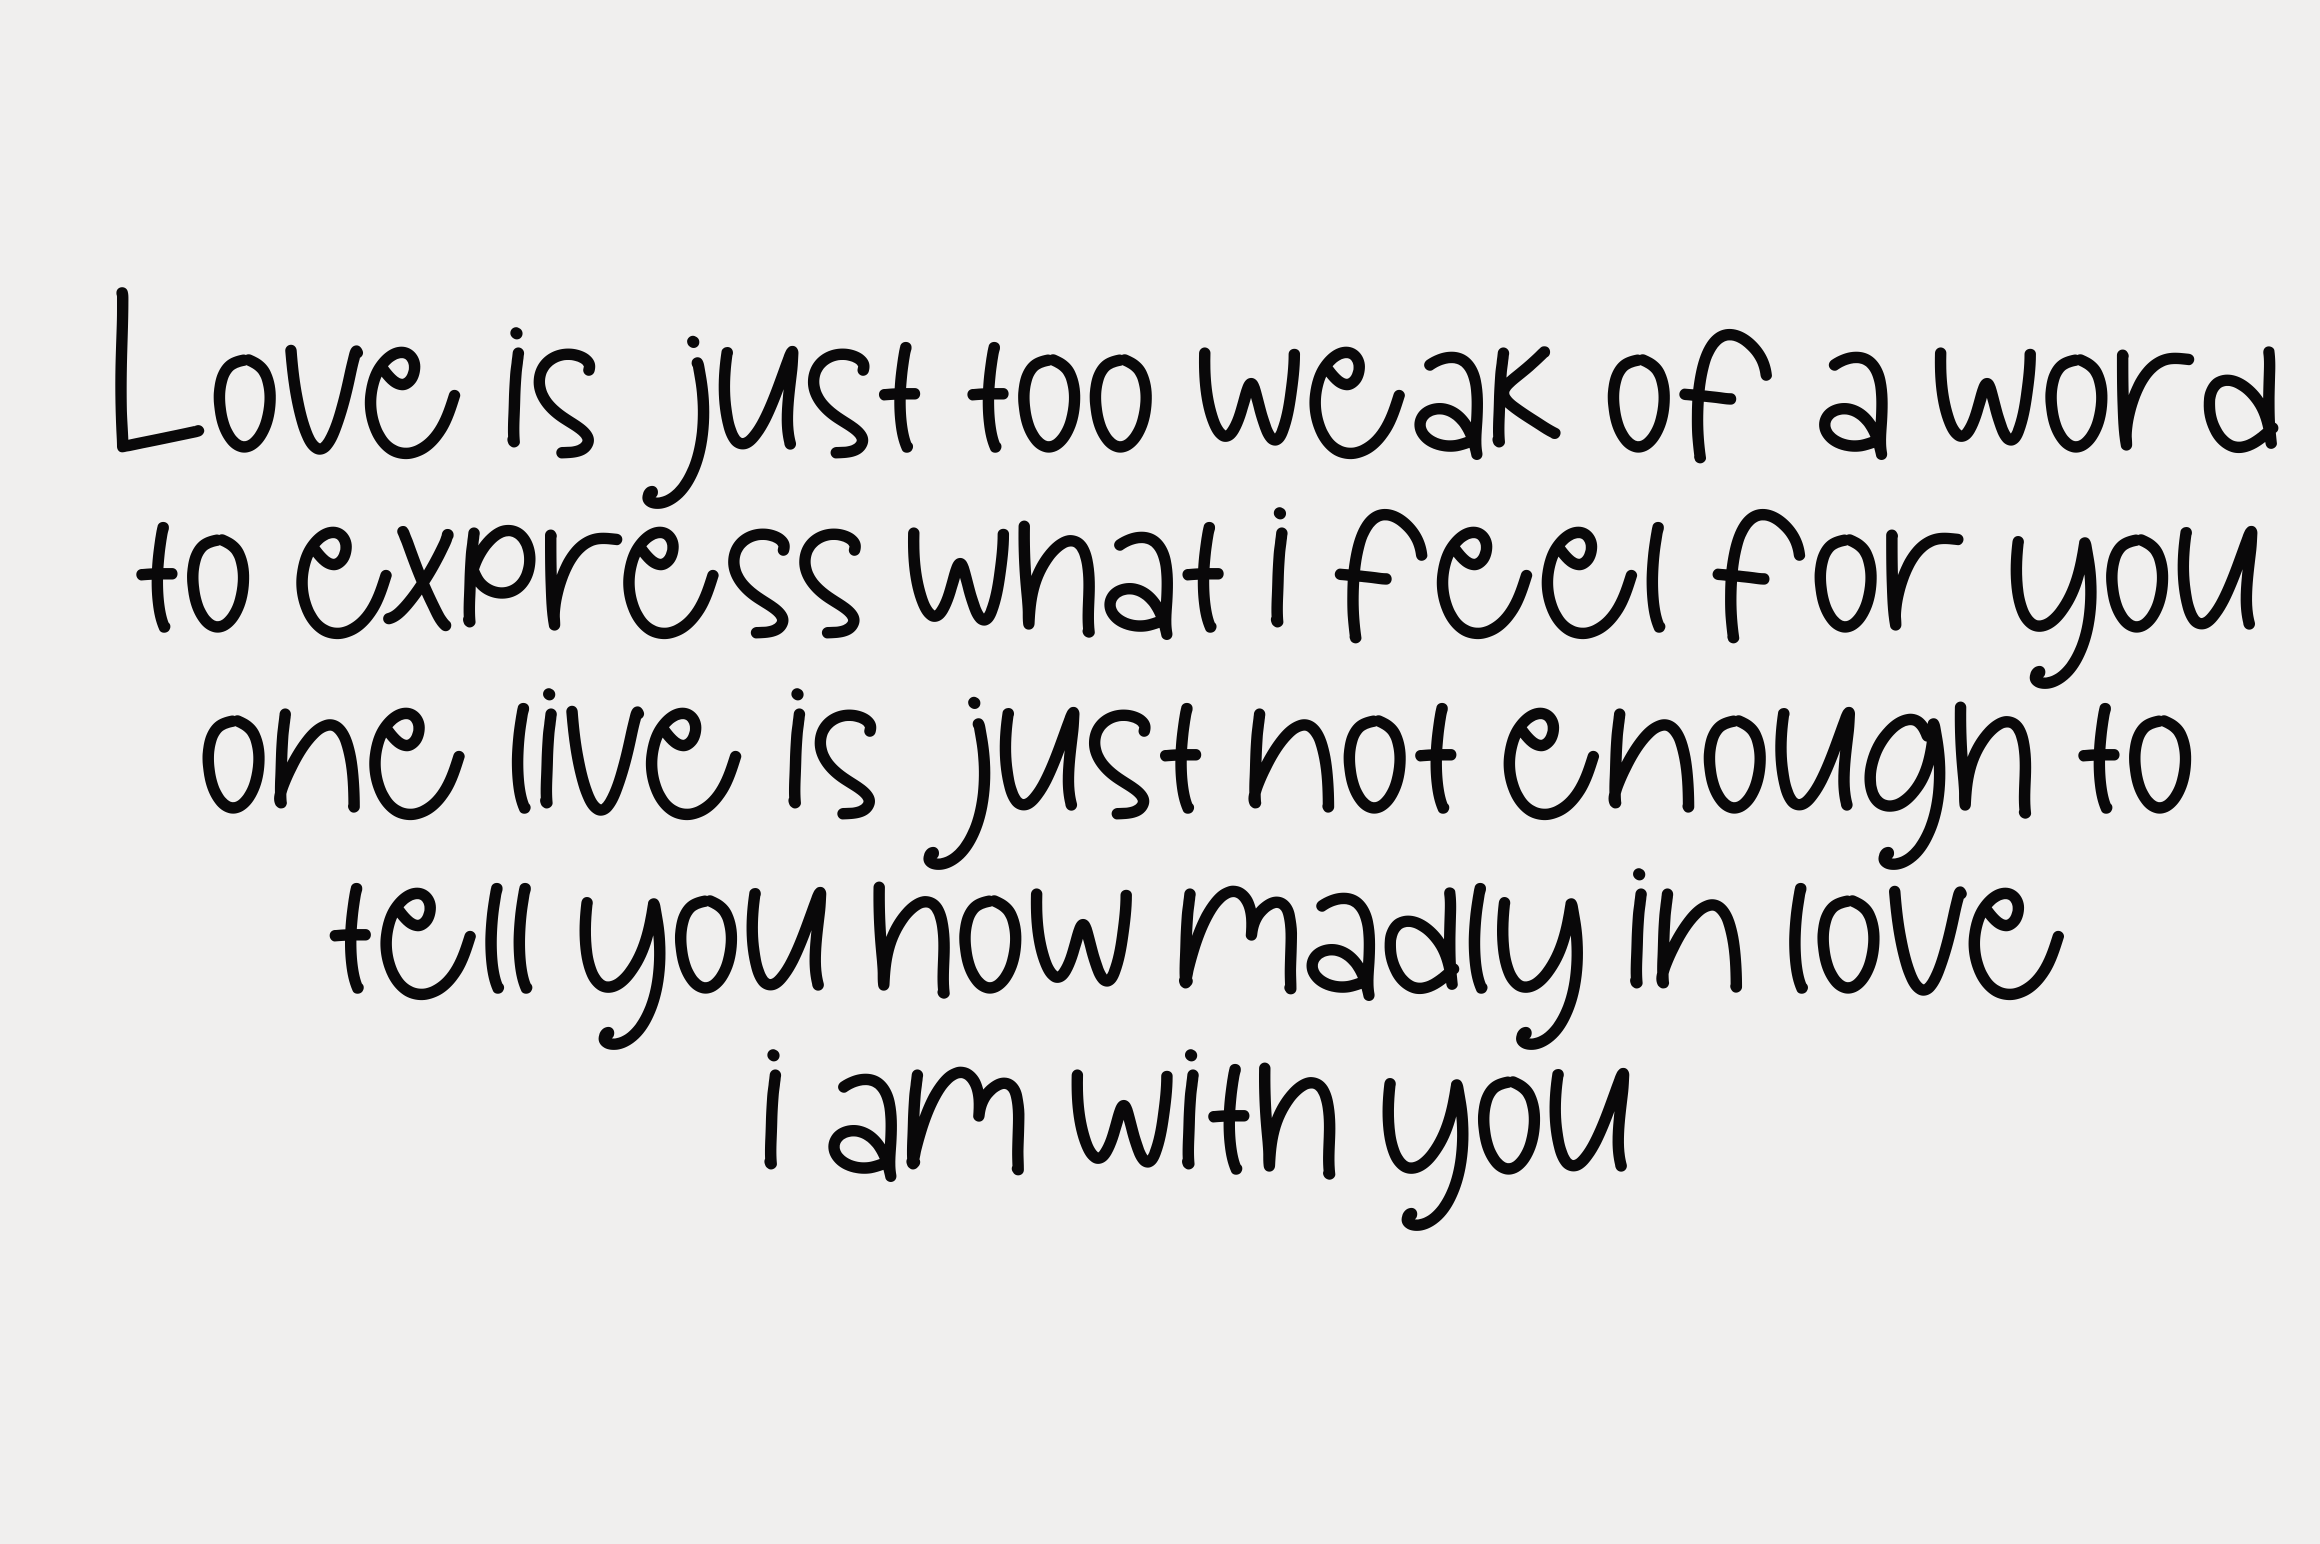 Love is just too weak of a word
to express what i feel for you
one live is just not enough to
tell you how madly in love
i am with you